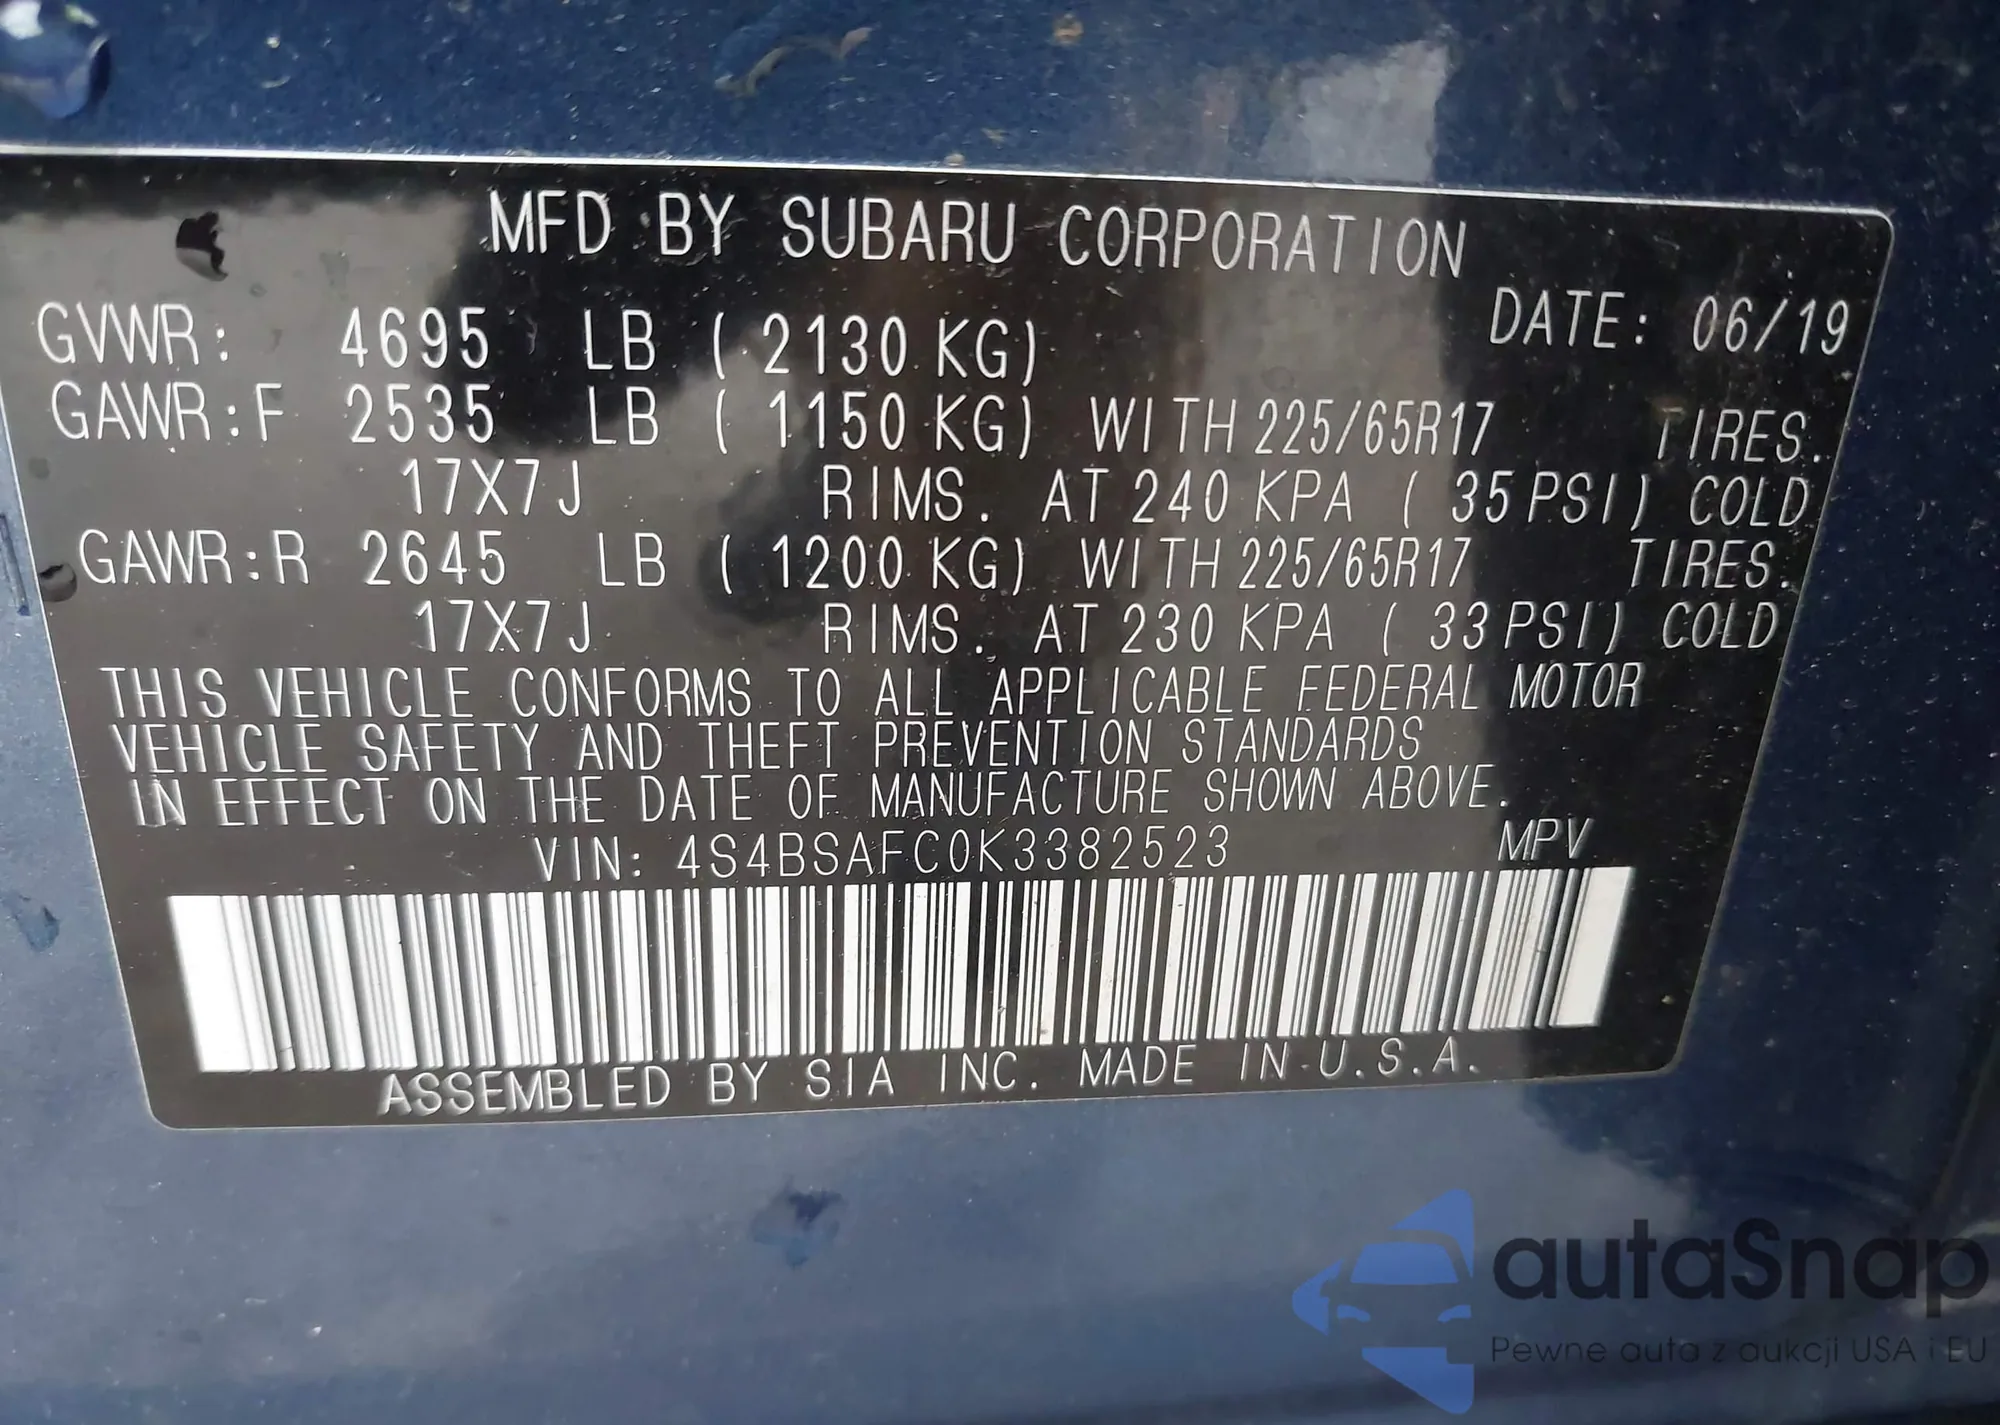 MFD BY SUBARU CORPORATION
GVWR: 4695 LB ( 2130 KG) DATE: 06/19
GAWR:F 2535 LB ( 1150 KG) WITH 225/65R17 TIRES.
17X7J RIMS. AT 240 KPA ( 35 PSI) COLD
GAWR:R 2645 LB ( 1200 KG) WITH 225/65R17 TIRES.
17X7J RIMS. AT 230 KPA ( 33 PSI) COLD
THIS VEHICLE CONFORMS TO ALL APPLICABLE FEDERAL MOTOR
VEHICLE SAFETY AND THEFT PREVENTION STANDARDS
IN EFFECT ON THE DATE OF MANUFACTURE SHOWN ABOVE.
VIN: 4S4BSAFC0K3382523 MPV
ASSEMBLED BY SIA INC. MADE IN U.S.A.
autaSnap
Pewne auta z aukcji USA i EU